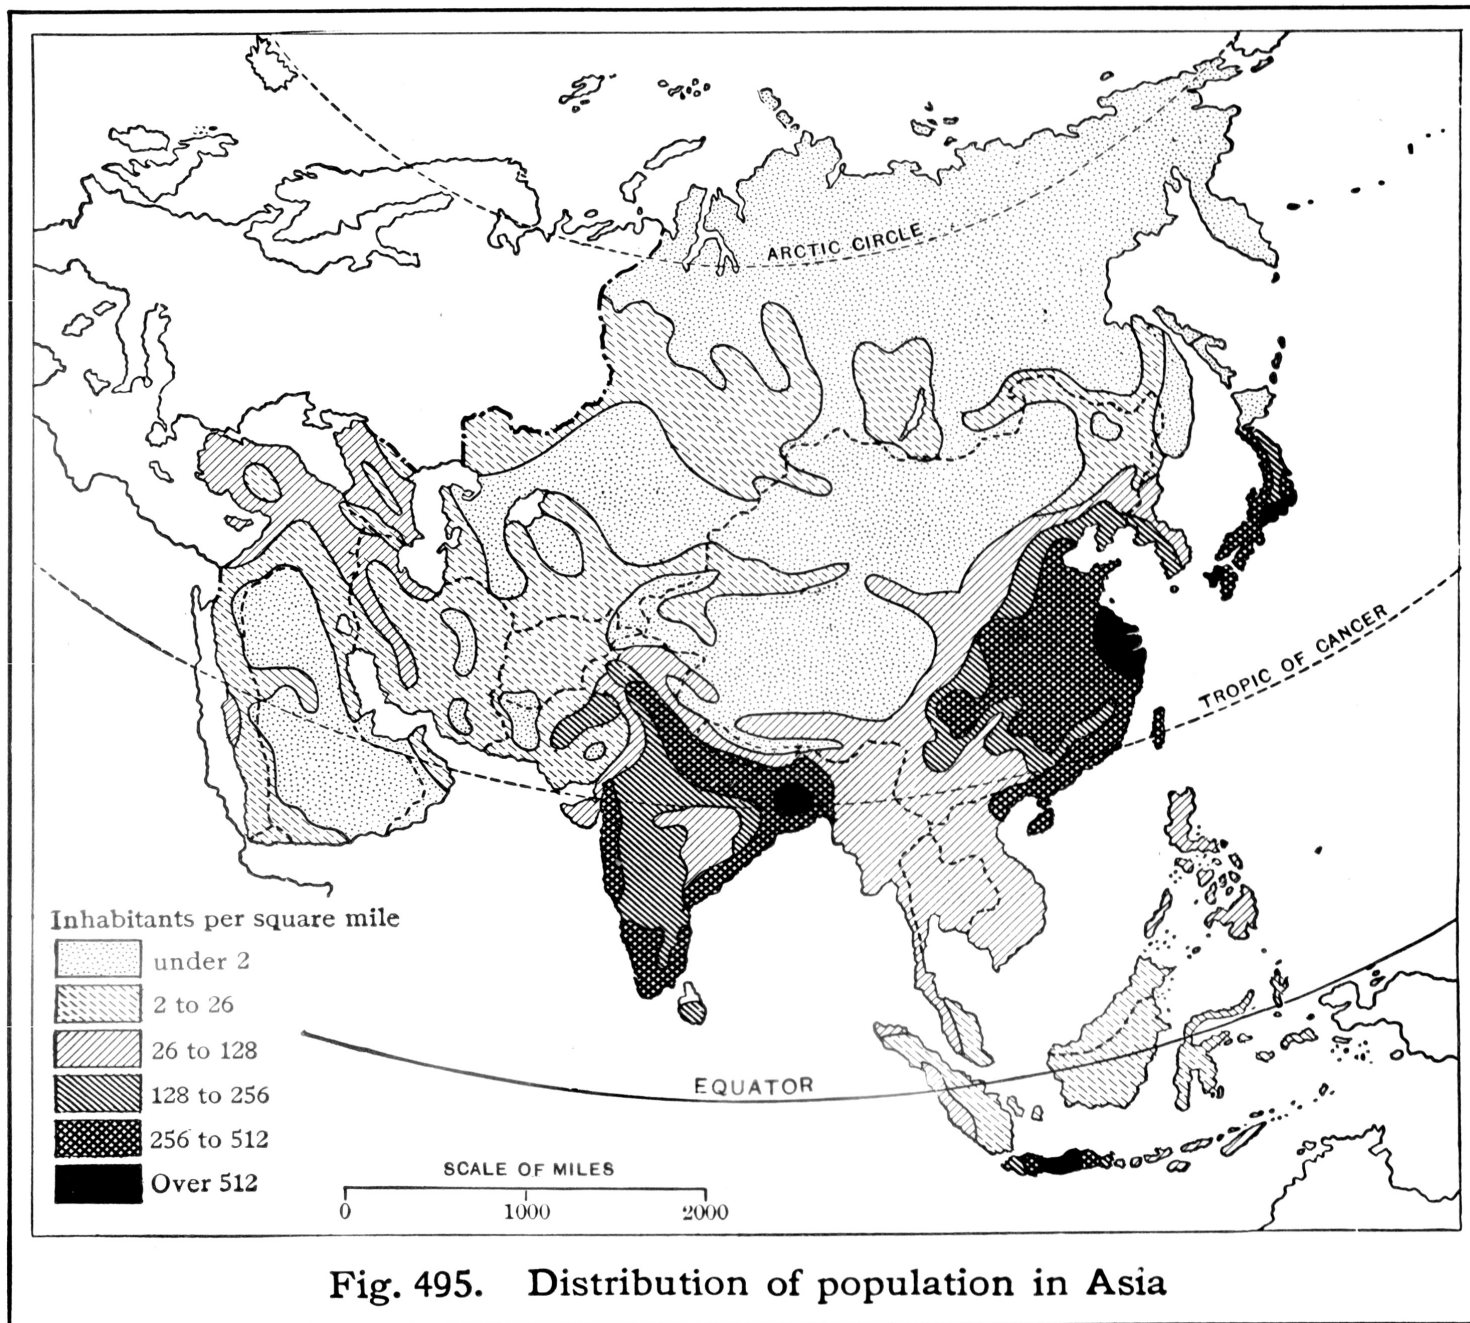 ARCTIC CIRCLE
TROPIC OF CANCER
Inhabitants per square mile
under 2
2 to 26
26 to 128
128 to 256
256 to 512
Over 512
EQUATOR
SCALE OF MILES
0 1000 2000
Fig. 495. Distribution of population in Asia